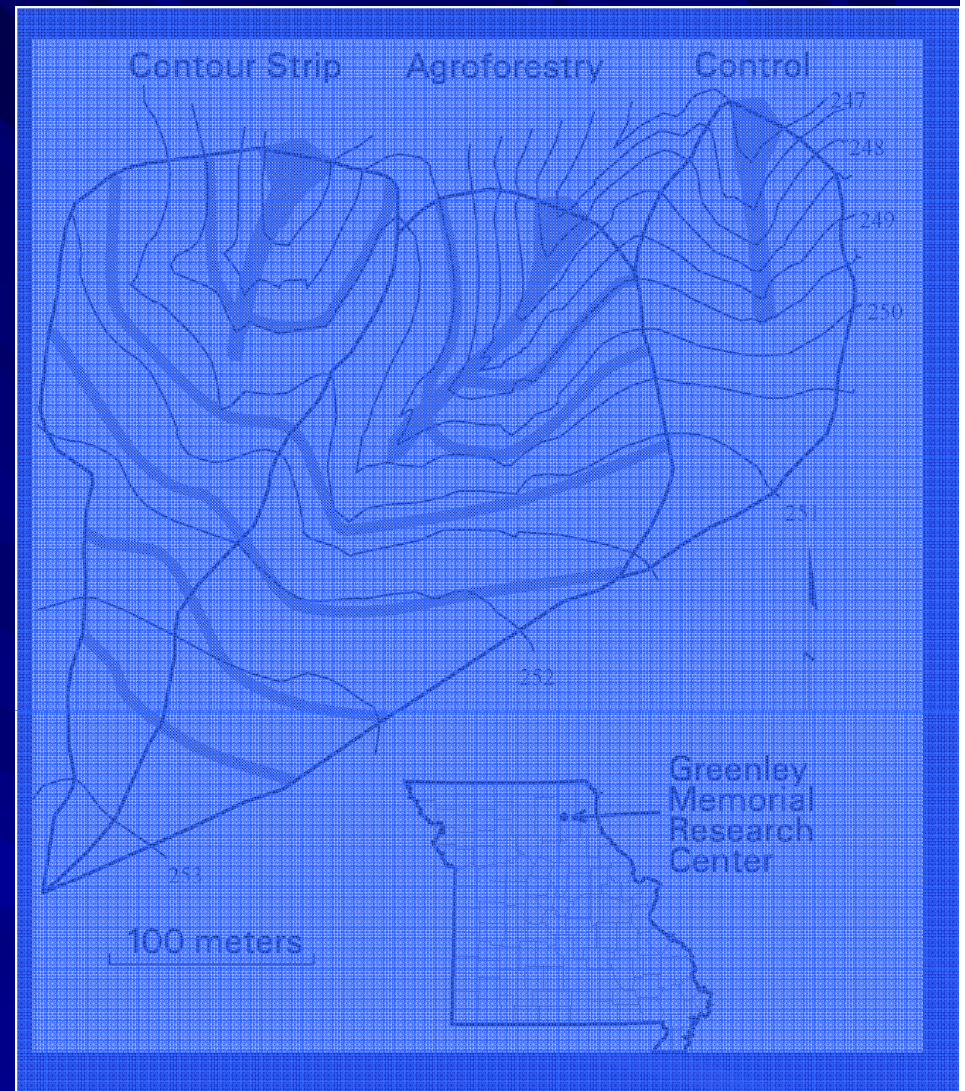 Contour Strip Agroforestry Control
247
248
249
250
251
252
Greenley
Memorial
Research
Center
253
100 meters